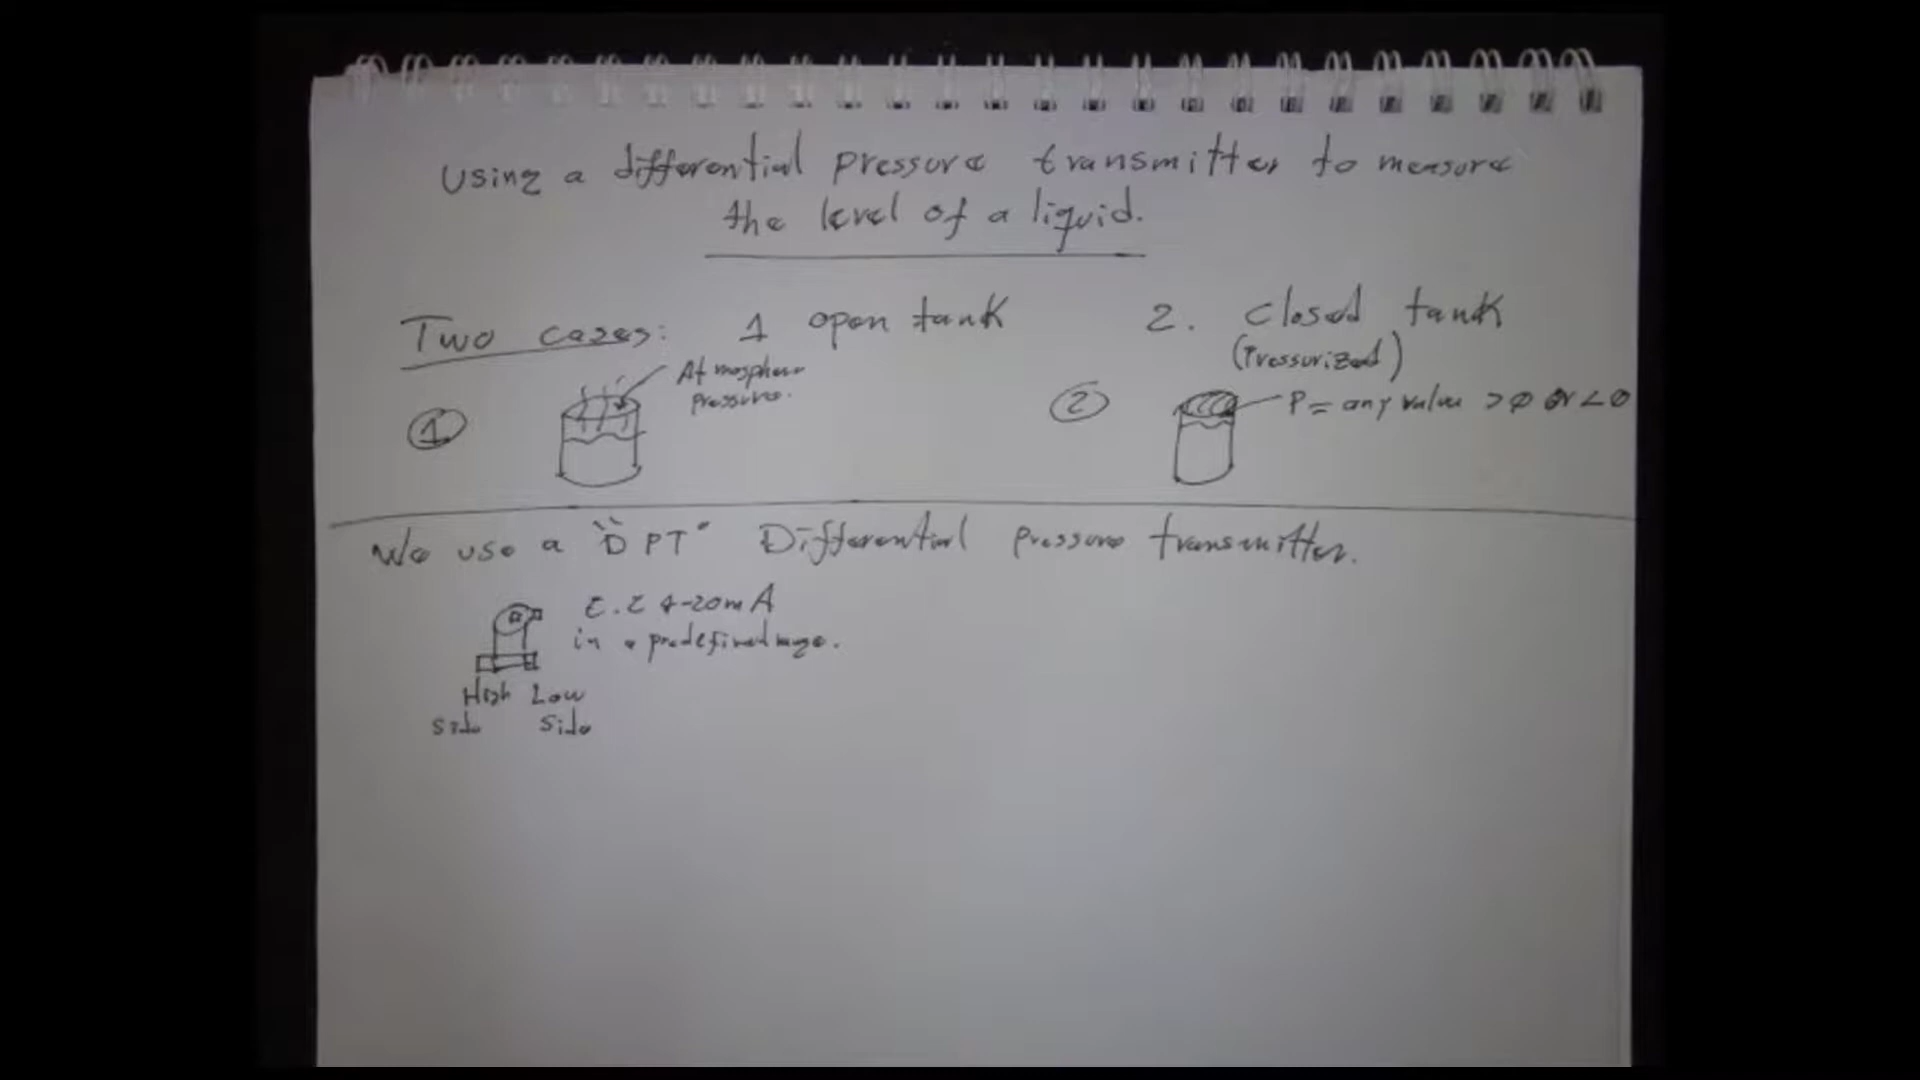 Using a differential pressure transmitter to measure
the level of a liquid.
Two cases: 1 open tank 2. Closed tank
(Pressurized)
Atmosphere
pressure.
1
2
P = any value >0 or <0
We use a "DPT" Differential pressure transmitter.
E.g 4-20mA
in a predefined range.
High Low
Side Side